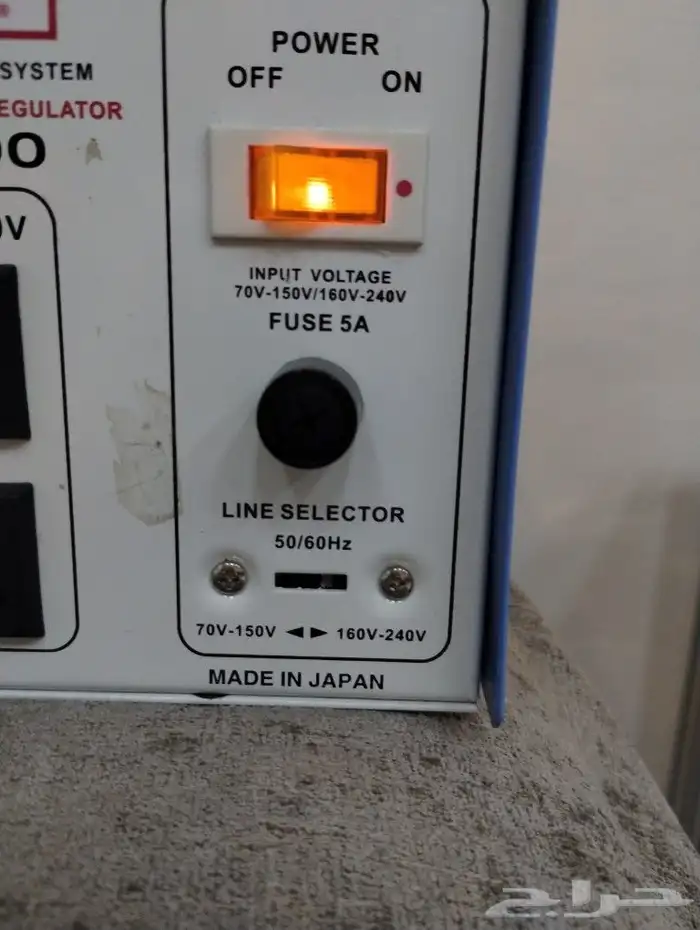 POWER
OFF ON
SYSTEM
EGULATOR
INPUT VOLTAGE
70V-150V/160V-240V
FUSE 5A
LINE SELECTOR
50/60Hz
70V-150V ◄► 160V-240V
MADE IN JAPAN
حراج